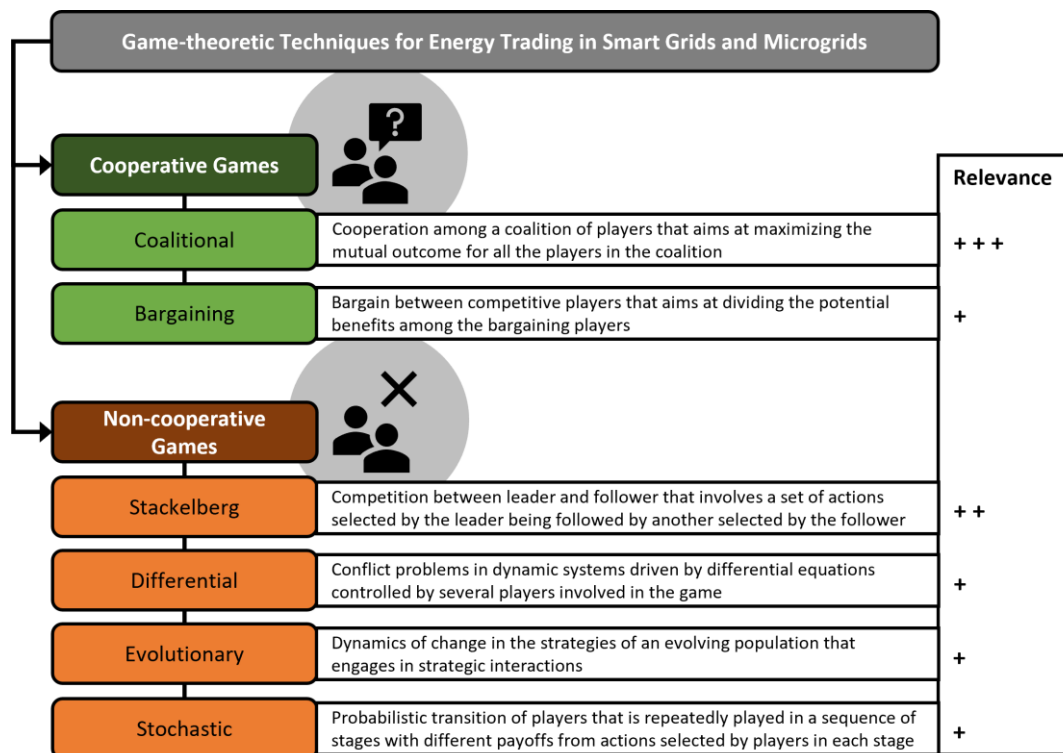 Game-theoretic Techniques for Energy Trading in Smart Grids and Microgrids
?
Cooperative Games
Relevance
Coalitional
Cooperation among a coalition of players that aims at maximizing the
mutual outcome for all the players in the coalition
+ + +
Bargaining
Bargain between competitive players that aims at dividing the potential
benefits among the bargaining players
+
Non-cooperative
Games
Stackelberg
Competition between leader and follower that involves a set of actions
selected by the leader being followed by another selected by the follower
+ +
Differential
Conflict problems in dynamic systems driven by differential equations
controlled by several players involved in the game
+
Evolutionary
Dynamics of change in the strategies of an evolving population that
engages in strategic interactions
+
Stochastic
Probabilistic transition of players that is repeatedly played in a sequence of
stages with different payoffs from actions selected by players in each stage
+